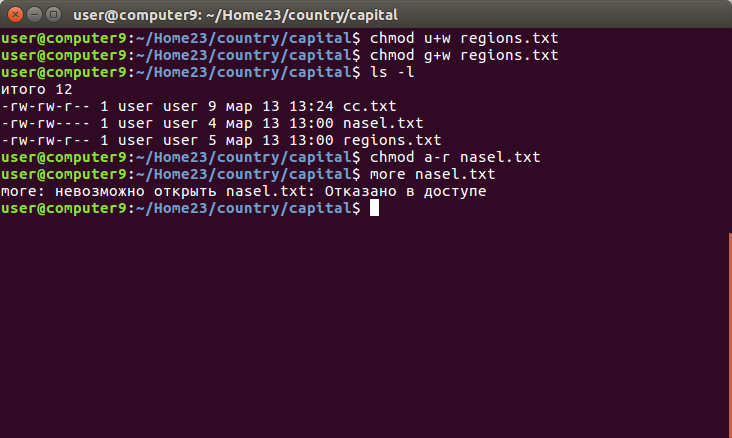 user@computer9: ~/Home23/country/capital
user@computer9:~/Home23/country/capital$ chmod u+w regions.txt
user@computer9:~/Home23/country/capital$ chmod g+w regions.txt
user@computer9:~/Home23/country/capital$ ls -l
итого 12
-rw-rw-r-- 1 user user 9 мар 13 13:24 cc.txt
-rw-rw---- 1 user user 4 мар 13 13:00 nasel.txt
-rw-rw-r-- 1 user user 5 мар 13 13:00 regions.txt
user@computer9:~/Home23/country/capital$ chmod a-r nasel.txt
user@computer9:~/Home23/country/capital$ more nasel.txt
more: невозможно открыть nasel.txt: Отказано в доступе
user@computer9:~/Home23/country/capital$